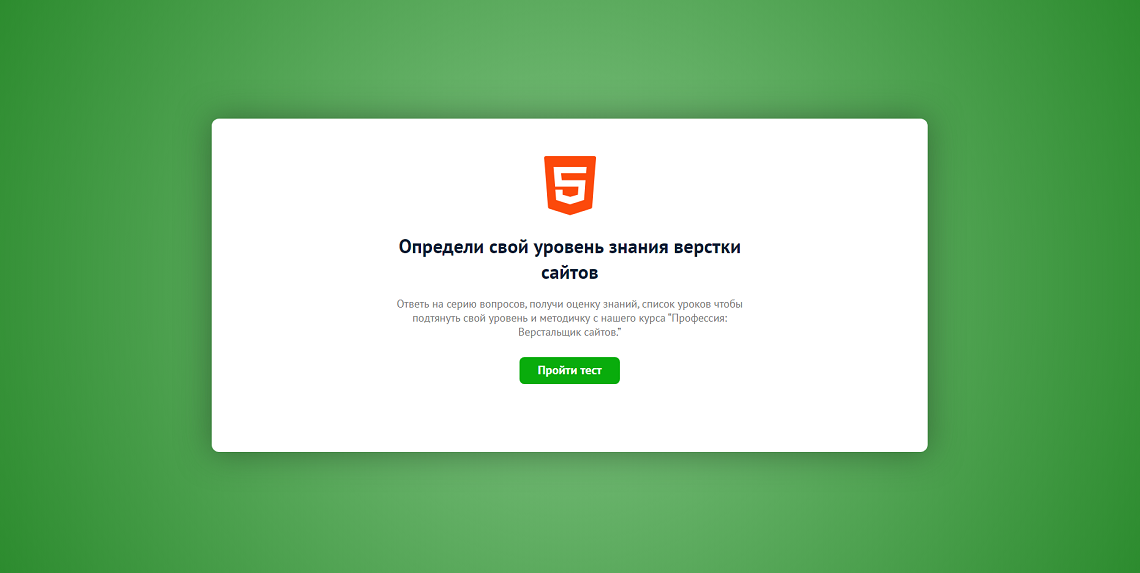 Определи свой уровень знания верстки
сайтов
Ответь на серию вопросов, получи оценку знаний, список уроков чтобы
подтянуть свой уровень и методичку с нашего курса "Профессия:
Верстальщик сайтов."
Пройти тест